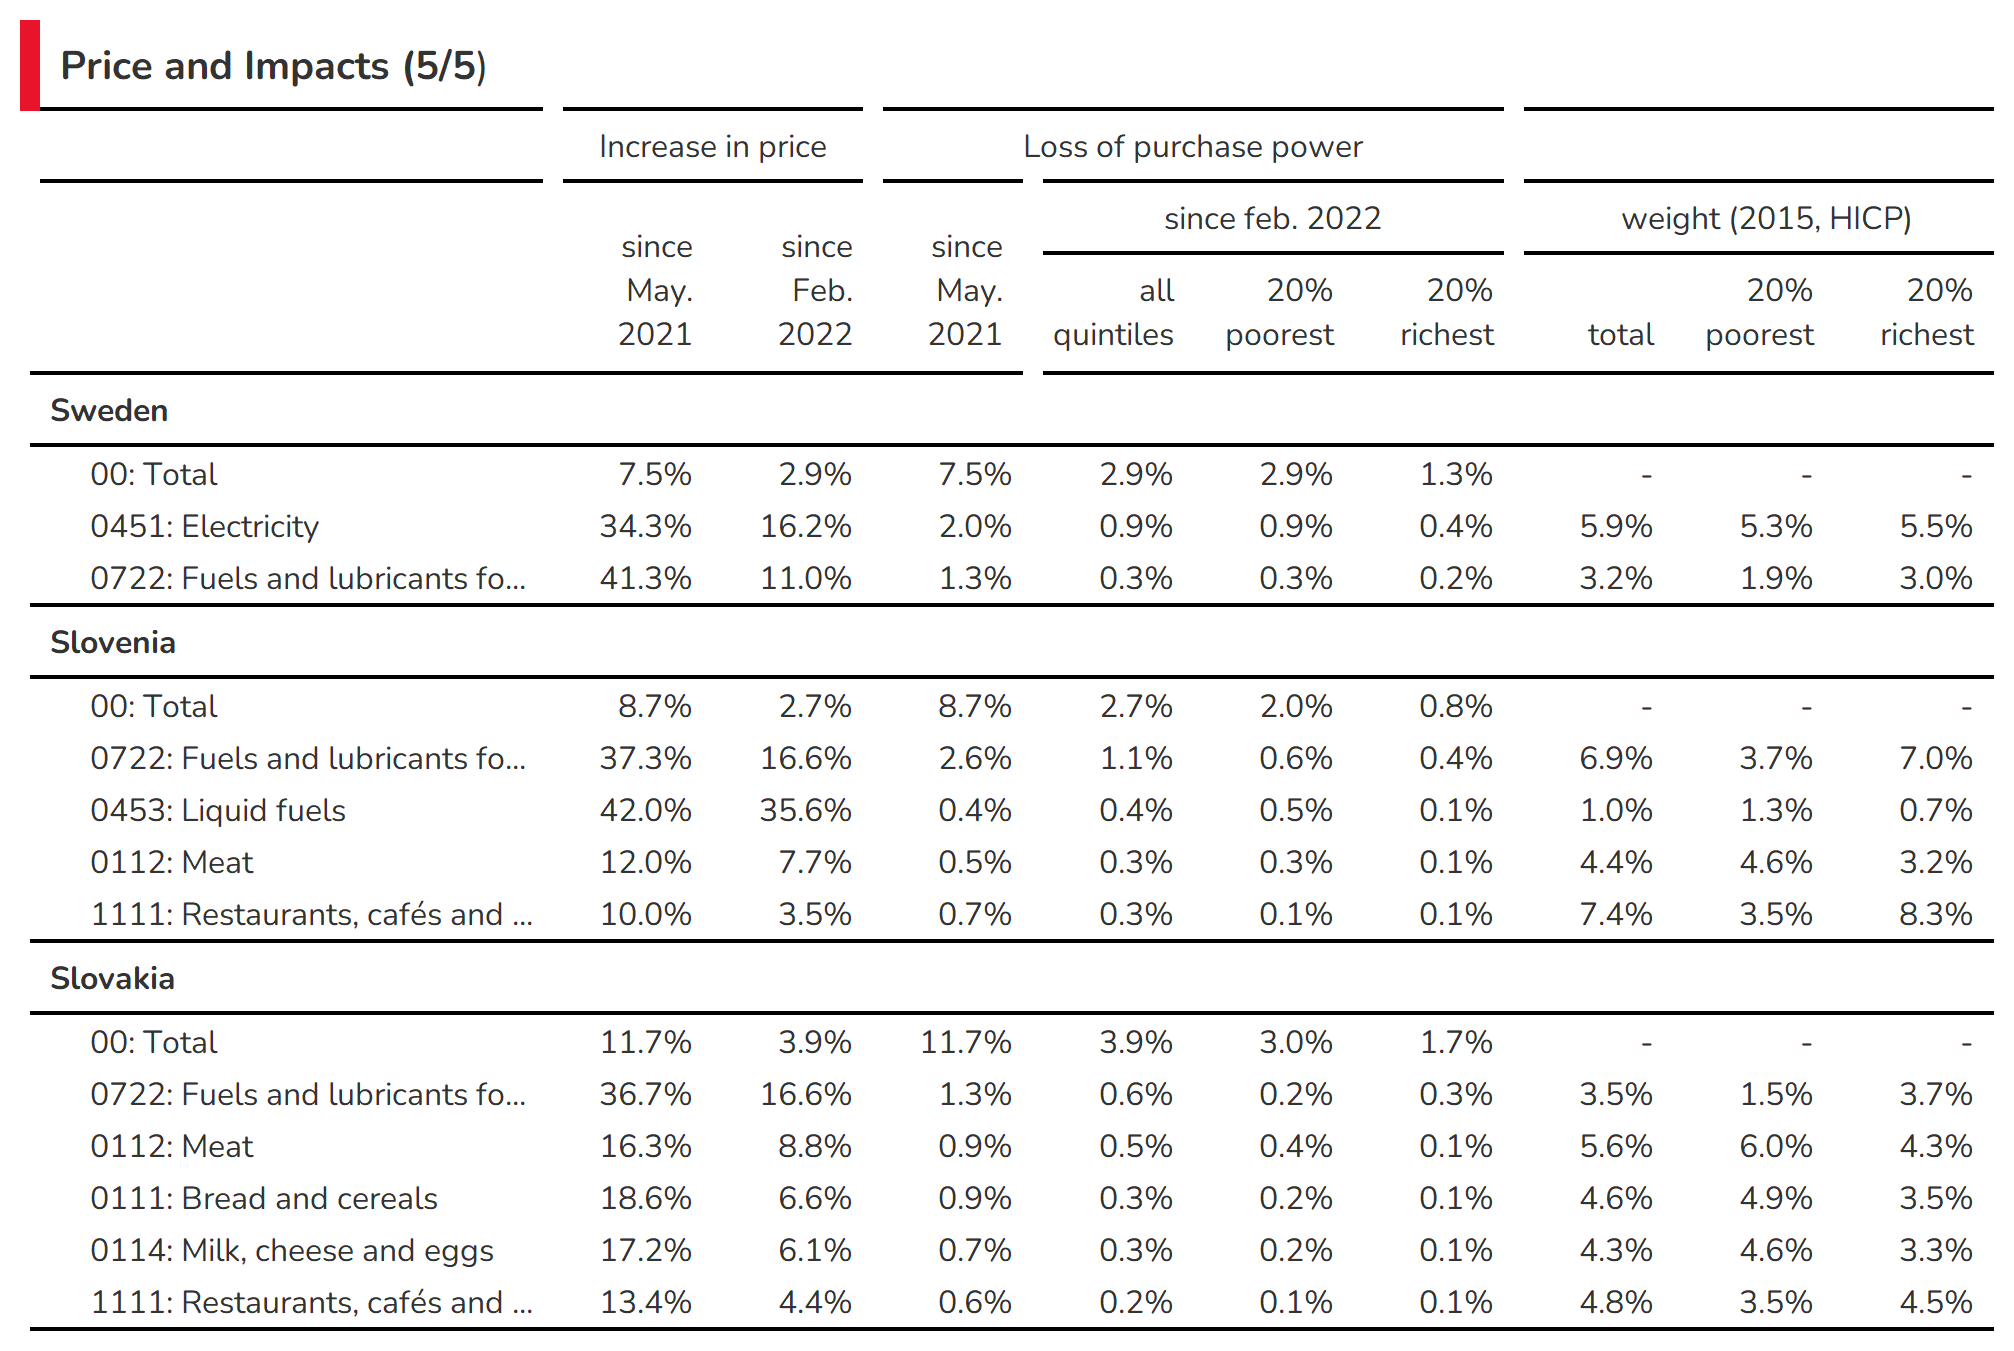 Price and Impacts (5/5)
Increase in price Loss of purchase power
since feb. 2022 weight (2015, HICP)
since since since
May. Feb. May. all 20% 20% 20% 20%
2021 2022 2021 quintiles poorest richest total poorest richest
Sweden
00: Total 7.5% 2.9% 7.5% 2.9% 2.9% 1.3% - - -
0451: Electricity 34.3% 16.2% 2.0% 0.9% 0.9% 0.4% 5.9% 5.3% 5.5%
0722: Fuels and lubricants fo... 41.3% 11.0% 1.3% 0.3% 0.3% 0.2% 3.2% 1.9% 3.0%
Slovenia
00: Total 8.7% 2.7% 8.7% 2.7% 2.0% 0.8% - - -
0722: Fuels and lubricants fo... 37.3% 16.6% 2.6% 1.1% 0.6% 0.4% 6.9% 3.7% 7.0%
0453: Liquid fuels 42.0% 35.6% 0.4% 0.4% 0.5% 0.1% 1.0% 1.3% 0.7%
0112: Meat 12.0% 7.7% 0.5% 0.3% 0.3% 0.1% 4.4% 4.6% 3.2%
1111: Restaurants, cafés and ... 10.0% 3.5% 0.7% 0.3% 0.1% 0.1% 7.4% 3.5% 8.3%
Slovakia
00: Total 11.7% 3.9% 11.7% 3.9% 3.0% 1.7% - - -
0722: Fuels and lubricants fo... 36.7% 16.6% 1.3% 0.6% 0.2% 0.3% 3.5% 1.5% 3.7%
0112: Meat 16.3% 8.8% 0.9% 0.5% 0.4% 0.1% 5.6% 6.0% 4.3%
0111: Bread and cereals 18.6% 6.6% 0.9% 0.3% 0.2% 0.1% 4.6% 4.9% 3.5%
0114: Milk, cheese and eggs 17.2% 6.1% 0.7% 0.3% 0.2% 0.1% 4.3% 4.6% 3.3%
1111: Restaurants, cafés and ... 13.4% 4.4% 0.6% 0.2% 0.1% 0.1% 4.8% 3.5% 4.5%